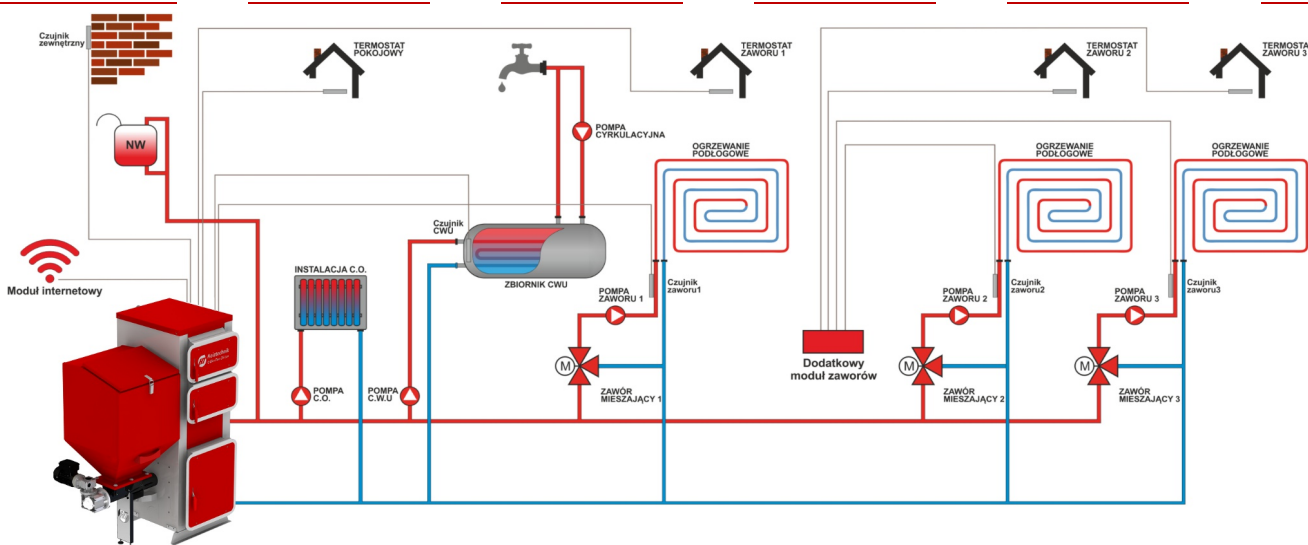 Czujnik
zewnętrzny
TERMOSTAT
POKOJOWY
TERMOSTAT
ZAWORU 1
TERMOSTAT
ZAWORU 2
TERMOSTA
ZAWORU 3
NW
POMPA
CYRKULACYJNA
OGRZEWANIE
PODŁOGOWE
OGRZEWANIE
PODŁOGOWE
OGRZEWANIE
PODŁOGOWE
Czujnik
CWU
ZBIORNIK CWU
Moduł internetowy
INSTALACJA C.O.
POMPA
ZAWORU 1
Czujnik
zaworu1
POMPA
ZAWORU 2
Czujnik
zaworu2
POMPA
ZAWORU 3
Czujnik
zaworu3
M
M
M
Dodatkowy
moduł zaworów
POMPA
C.O.
POMPA
C.W.U
ZAWÓR
MIESZAJĄCY 1
ZAWÓR
MIESZAJĄCY 2
ZAWÓR
MIESZAJĄCY 3